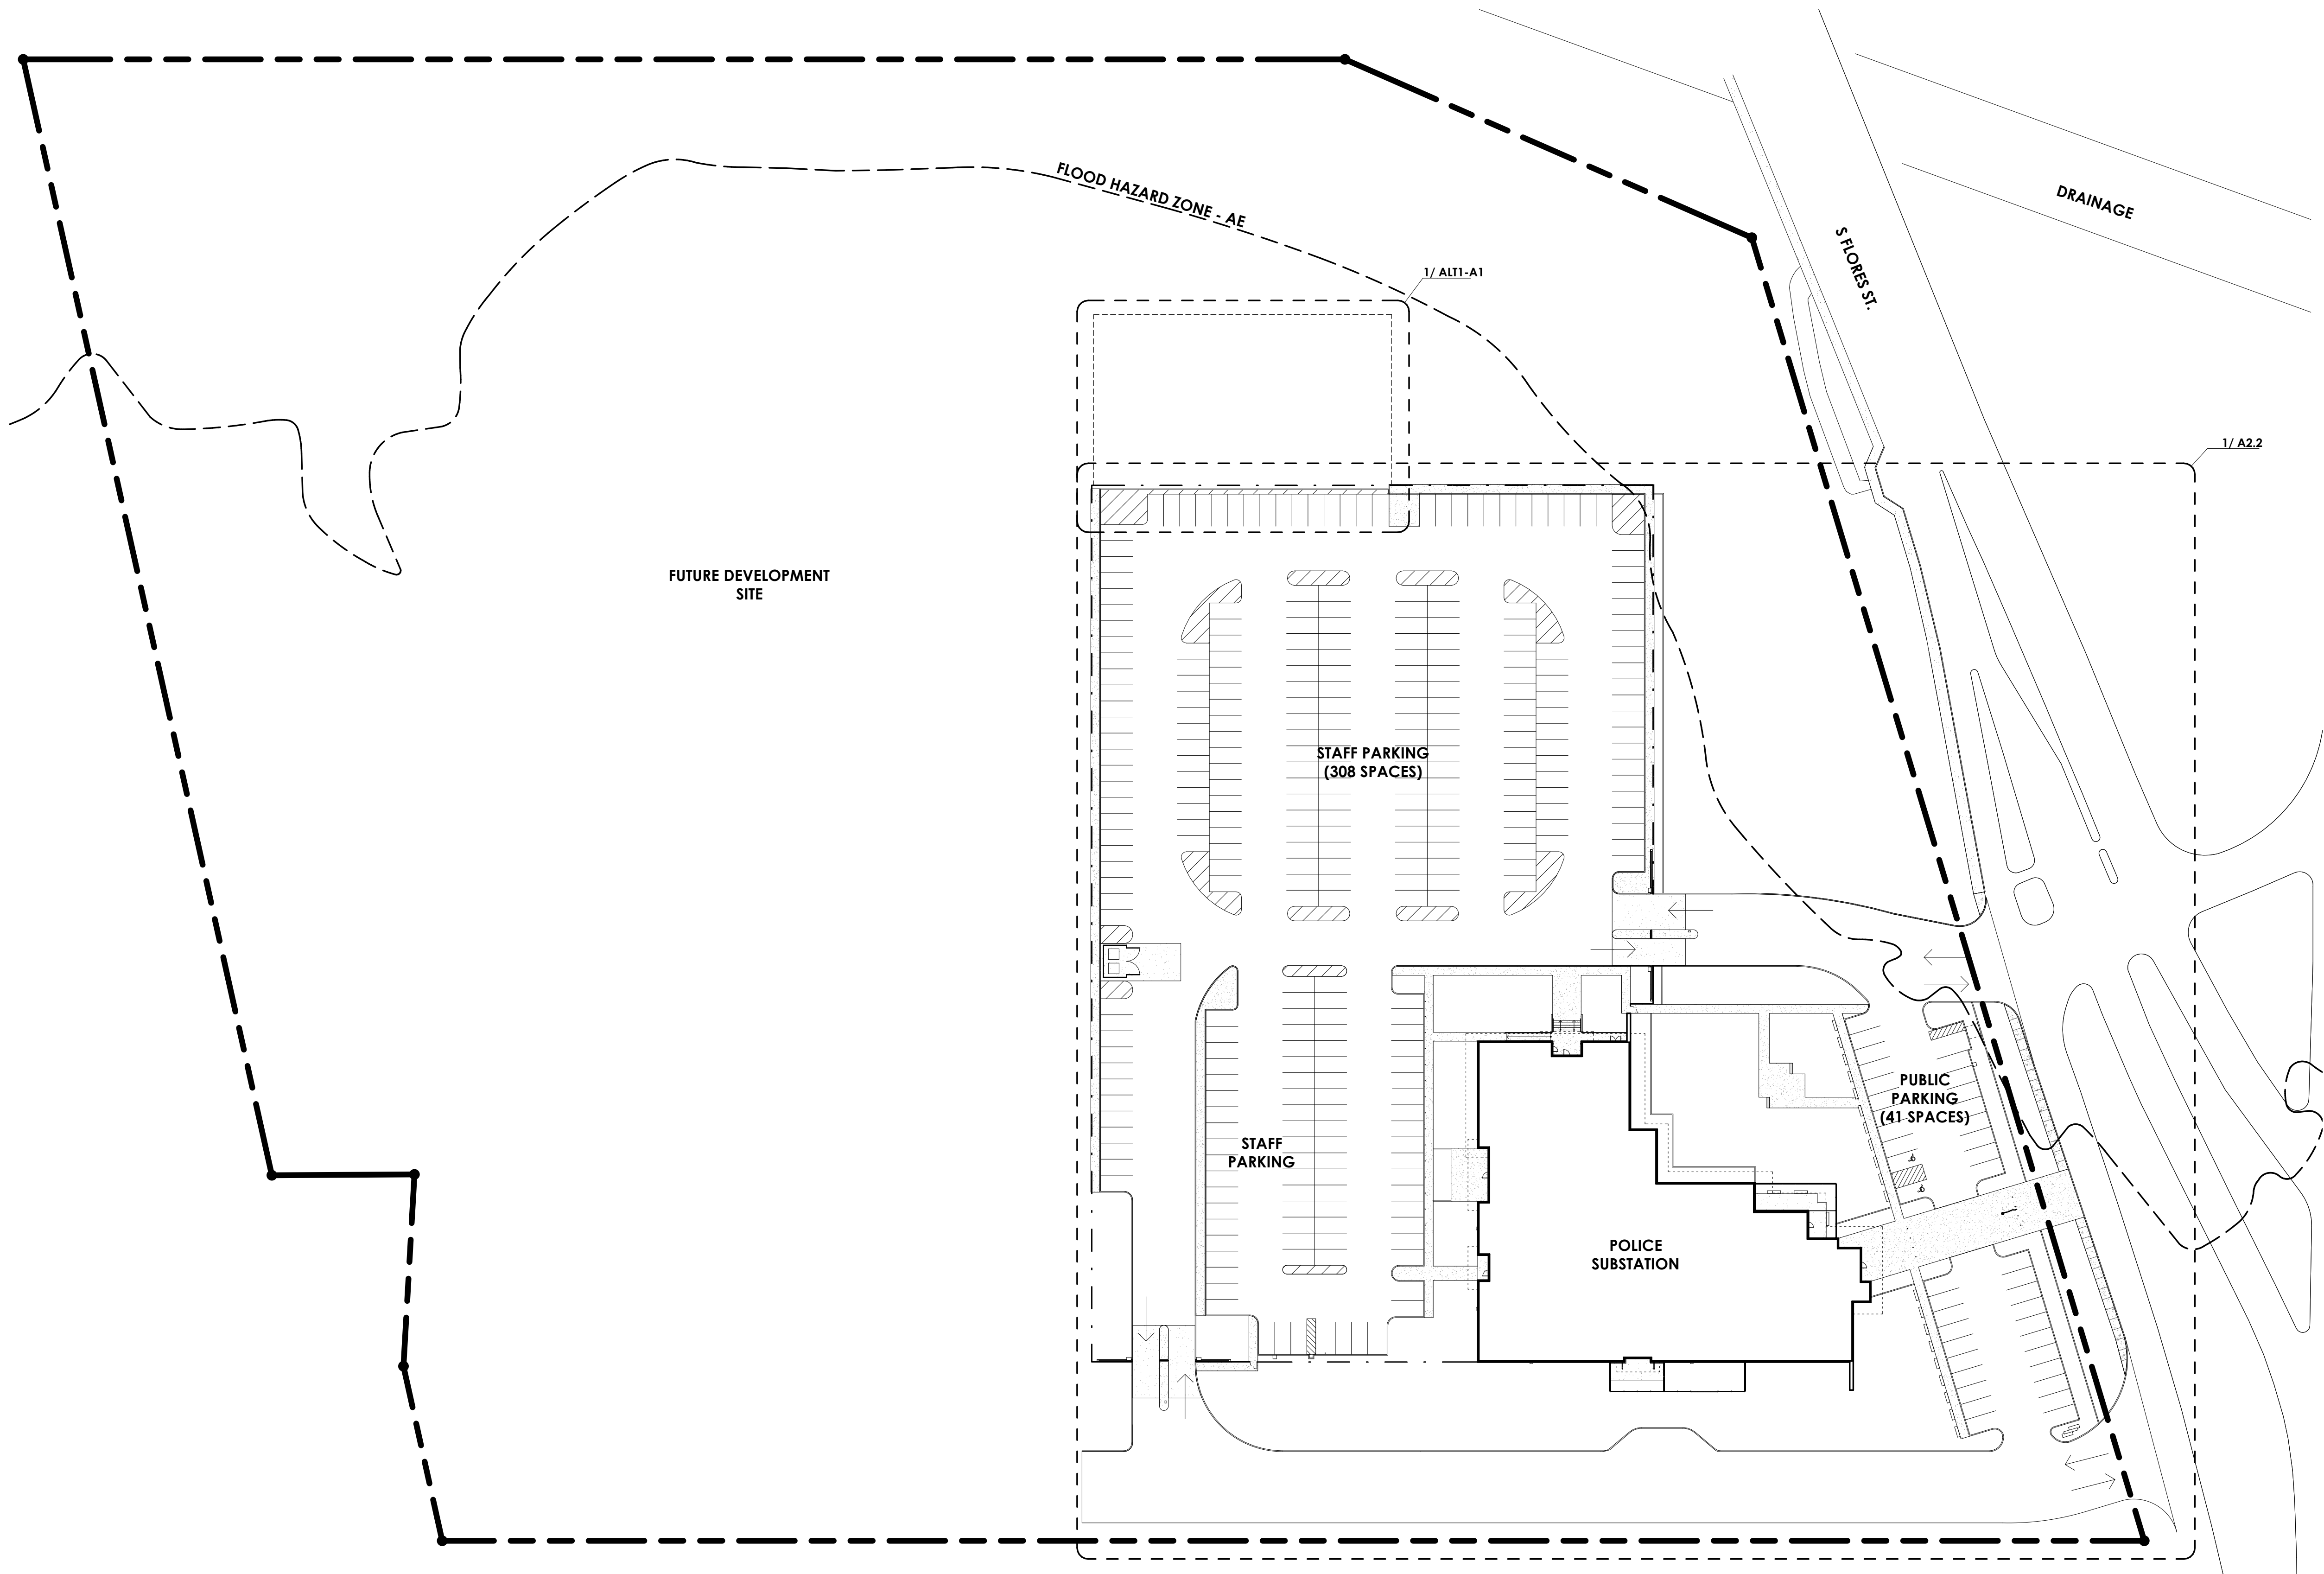 FLOOD HAZARD ZONE - AE
DRAINAGE
S FLORES ST.
1/ ALT1-A1
1/ A2.2
FUTURE DEVELOPMENT
SITE
STAFF PARKING
(308 SPACES)
PUBLIC
PARKING
(41 SPACES)
STAFF
PARKING
POLICE
SUBSTATION